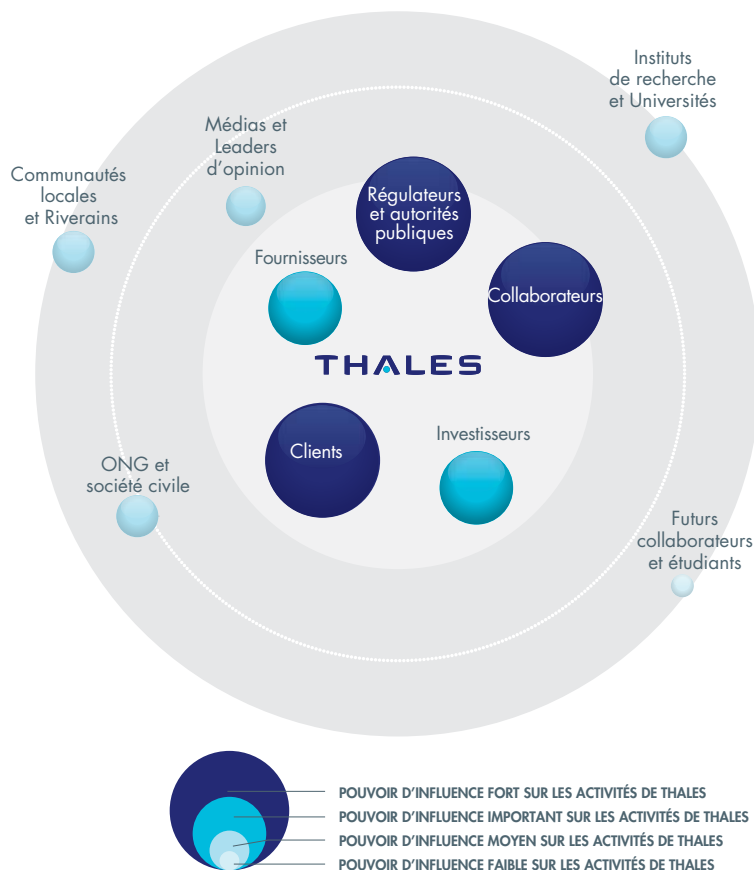 Instituts
de recherche
et Universités
Médias et
Leaders
d'opinion
Communautés
locales
et Riverains
Régulateurs
et autorités
publiques
Fournisseurs
Collaborateurs
THALES
Clients
Investisseurs
ONG et
société civile
Futurs
collaborateurs
et étudiants
POUVOIR D'INFLUENCE FORT SUR LES ACTIVITÉS DE THALES
POUVOIR D'INFLUENCE IMPORTANT SUR LES ACTIVITÉS DE THALES
POUVOIR D'INFLUENCE MOYEN SUR LES ACTIVITÉS DE THALES
POUVOIR D'INFLUENCE FAIBLE SUR LES ACTIVITÉS DE THALES